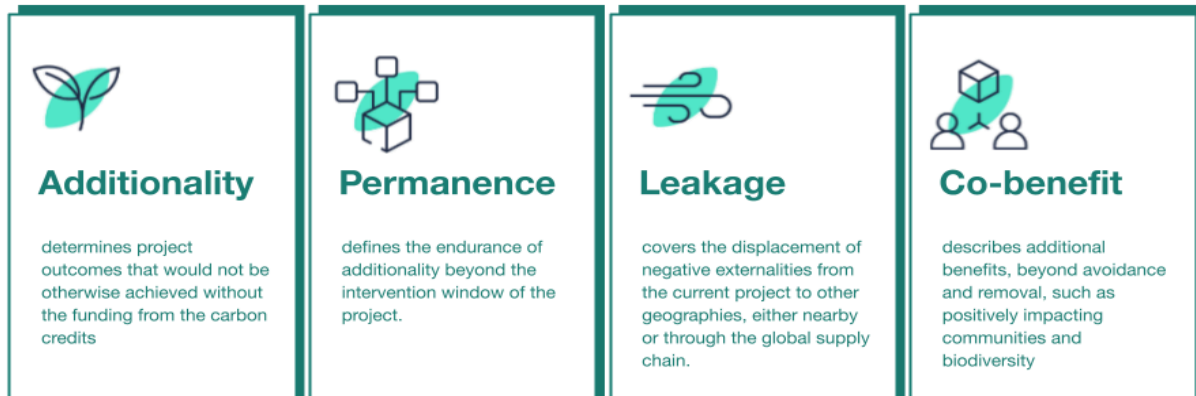 Additionality
determines project
outcomes that would not be
otherwise achieved without
the funding from the carbon
credits
Permanence
defines the endurance of
additionality beyond the
intervention window of the
project.
Leakage
covers the displacement of
negative externalities from
the current project to other
geographies, either nearby
or through the global supply
chain.
Co-benefit
describes additional
benefits, beyond avoidance
and removal, such as
positively impacting
communities and
biodiversity